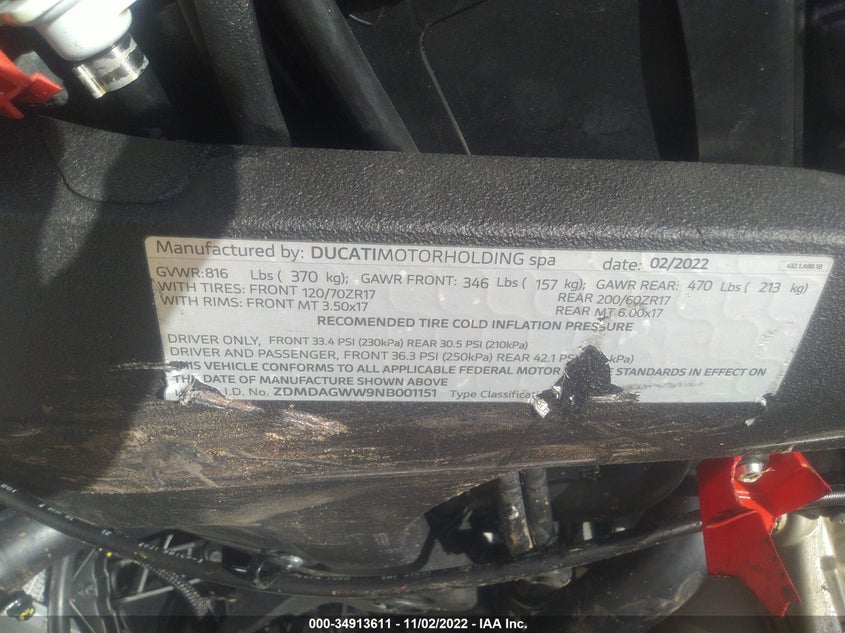 Manufactured by: DUCATIMOTORHOLDING spa date: 02/2022
GVWR:816 Lbs ( 370 kg); GAWR FRONT: 346 Lbs ( 157 kg); GAWR REAR: 470 Lbs ( 213 kg)
WITH TIRES: FRONT 120/70ZR17 REAR 200/60ZR17
WITH RIMS: FRONT MT 3.50x17 REAR MT 6.00x17
RECOMENDED TIRE COLD INFLATION PRESSURE
DRIVER ONLY, FRONT 33.4 PSI (230kPa) REAR 30.5 PSI (210kPa)
DRIVER AND PASSENGER, FRONT 36.3 PSI (250kPa) REAR 42.1 kPa)
VEHICLE CONFORMS TO ALL APPLICABLE FEDERAL MOTOR STANDARDS IN EFFECT ON
THE DATE OF MANUFACTURE SHOWN ABOVE
I.D. No. ZDMDAGWW9NB001151 Type
000-34913611 - 11/02/2022 - IAA Inc.